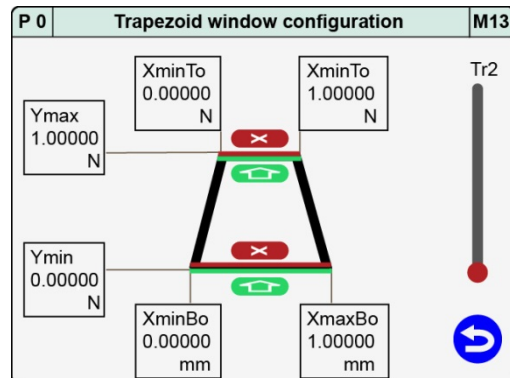 P 0 Trapezoid window configuration M13
XminTo
0.00000
N
XminTo
1.00000
N
Tr2
Ymax
1.00000
N
Ymin
0.00000
N
XminBo
0.00000
mm
XmaxBo
1.00000
mm